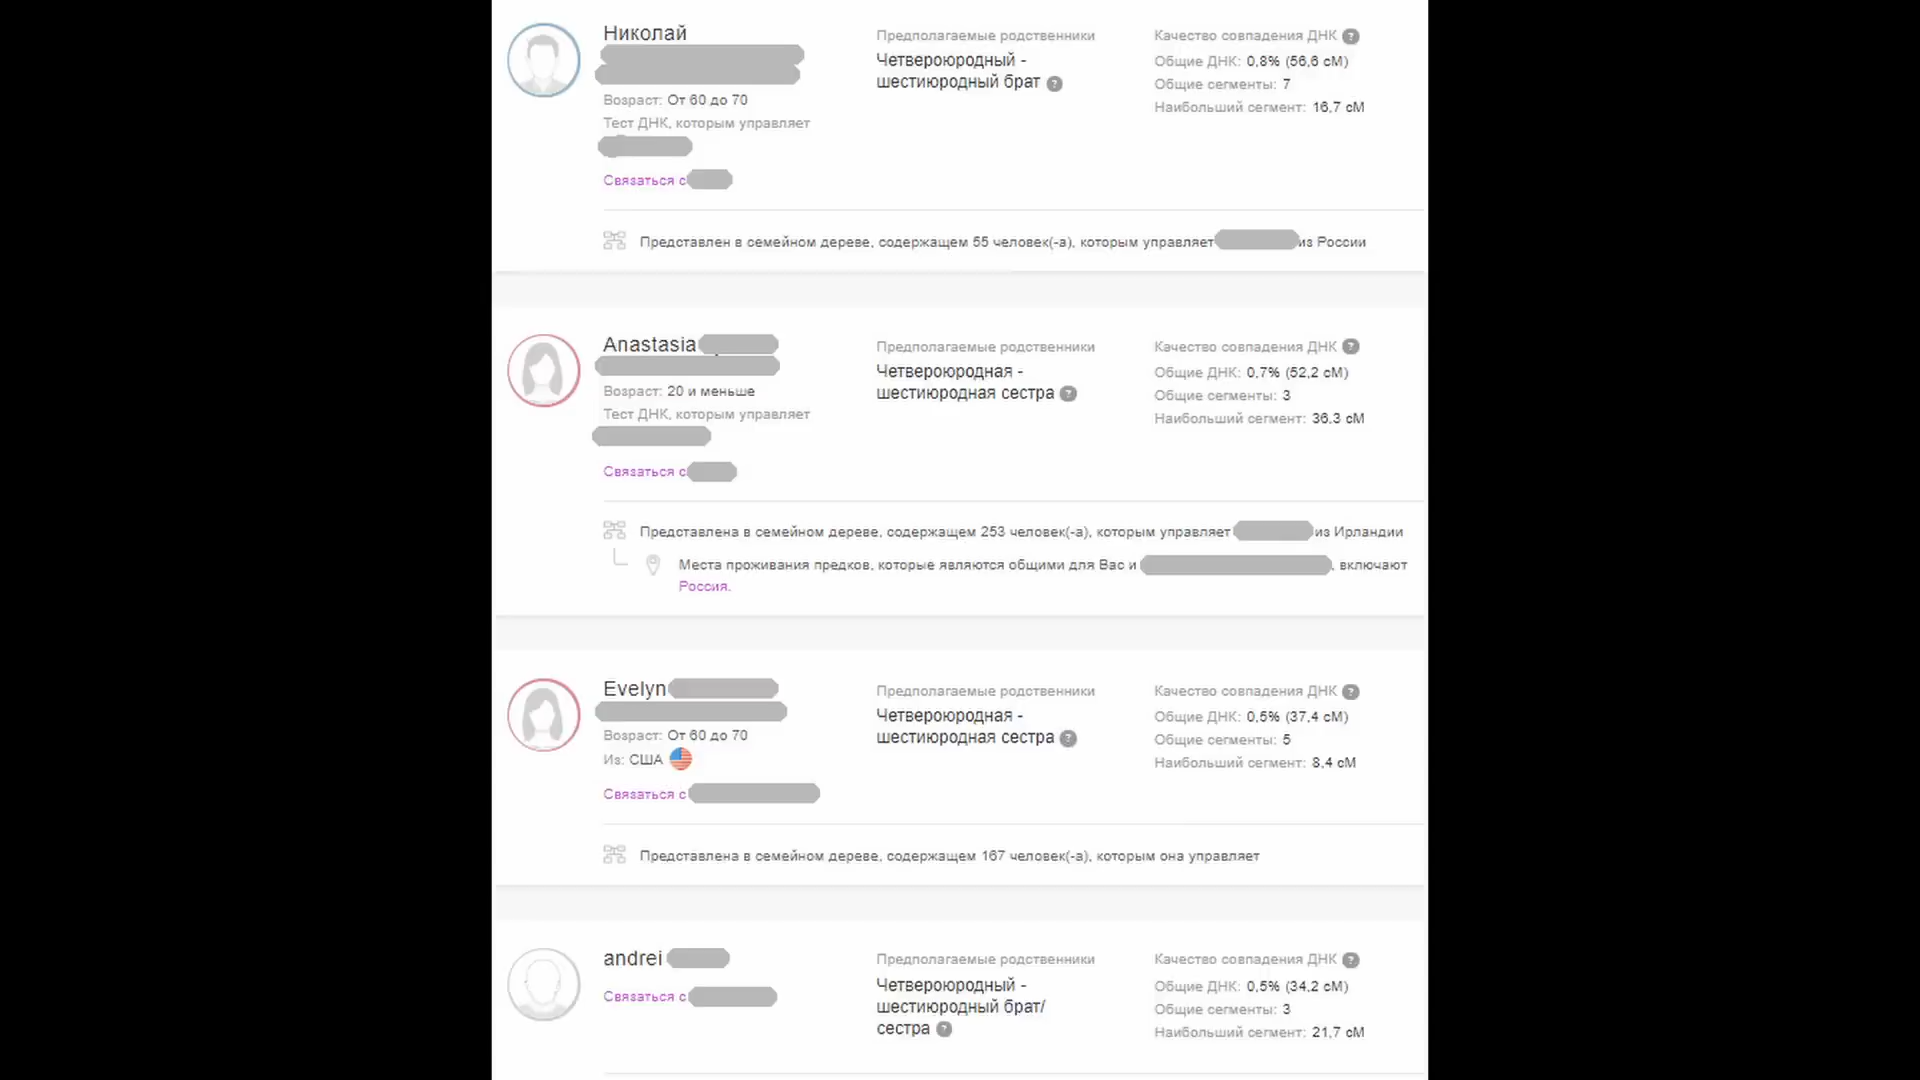 Николай
Возраст: От 60 до 70
Тест ДНК, которым управляет
Связаться с
Предполагаемые родственники
Четвероюродный -
шестиюродный брат
Качество совпадения ДНК
Общие ДНК: 0,8% (56,6 сМ)
Общие сегменты: 7
Наибольший сегмент: 16,7 сМ
Представлен в семейном дереве, содержащем 55 человек(-а), которым управляет из России
Anastasia
Возраст: 20 и меньше
Тест ДНК, которым управляет
Связаться с
Предполагаемые родственники
Четвероюродная -
шестиюродная сестра
Качество совпадения ДНК
Общие ДНК: 0,7% (52,2 сМ)
Общие сегменты: 3
Наибольший сегмент: 36,3 сМ
Представлена в семейном дереве, содержащем 253 человек(-а), которым управляет из Ирландии
Места проживания предков, которые являются общими для Вас и , включают
Россия.
Evelyn
Возраст: От 60 до 70
Из: США
Связаться с
Предполагаемые родственники
Четвероюродная -
шестиюродная сестра
Качество совпадения ДНК
Общие ДНК: 0,5% (37,4 сМ)
Общие сегменты: 5
Наибольший сегмент: 8,4 сМ
Представлена в семейном дереве, содержащем 167 человек(-а), которым она управляет
andrei
Связаться с
Предполагаемые родственники
Четвероюродный -
шестиюродный брат/
сестра
Качество совпадения ДНК
Общие ДНК: 0,5% (34,2 сМ)
Общие сегменты: 3
Наибольший сегмент: 21,7 сМ